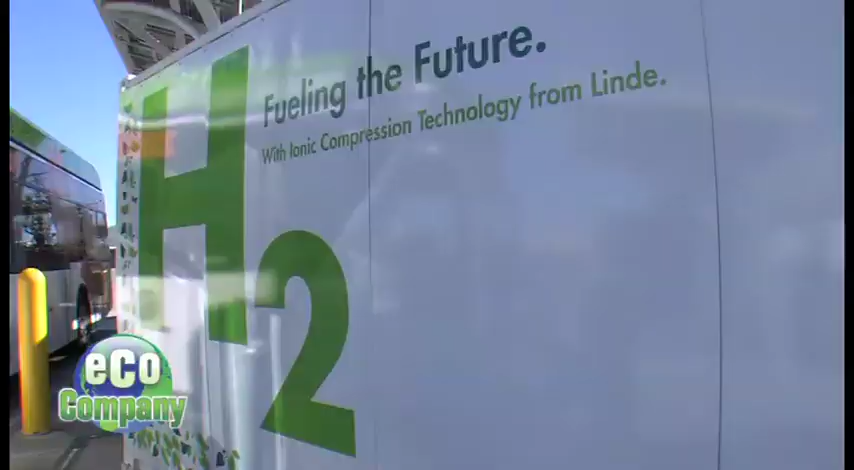 Fueling the Future.
With Ionic Compression Technology from Linde.
H2
eco
Company